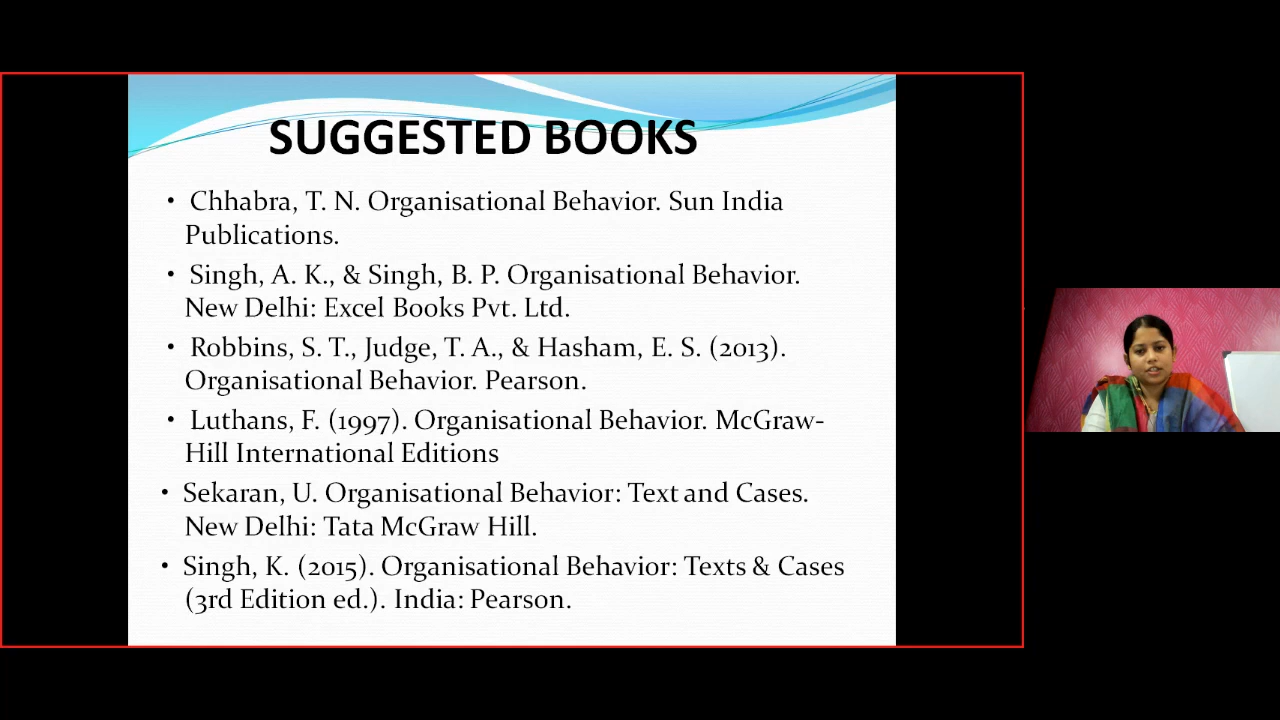 SUGGESTED BOOKS
• Chhabra, T. N. Organisational Behavior. Sun India
Publications.
• Singh, A. K., & Singh, B. P. Organisational Behavior.
New Delhi: Excel Books Pvt. Ltd.
• Robbins, S. T., Judge, T. A., & Hasham, E. S. (2013).
Organisational Behavior. Pearson.
• Luthans, F. (1997). Organisational Behavior. McGraw-
Hill International Editions
• Sekaran, U. Organisational Behavior: Text and Cases.
New Delhi: Tata McGraw Hill.
• Singh, K. (2015). Organisational Behavior: Texts & Cases
(3rd Edition ed.). India: Pearson.